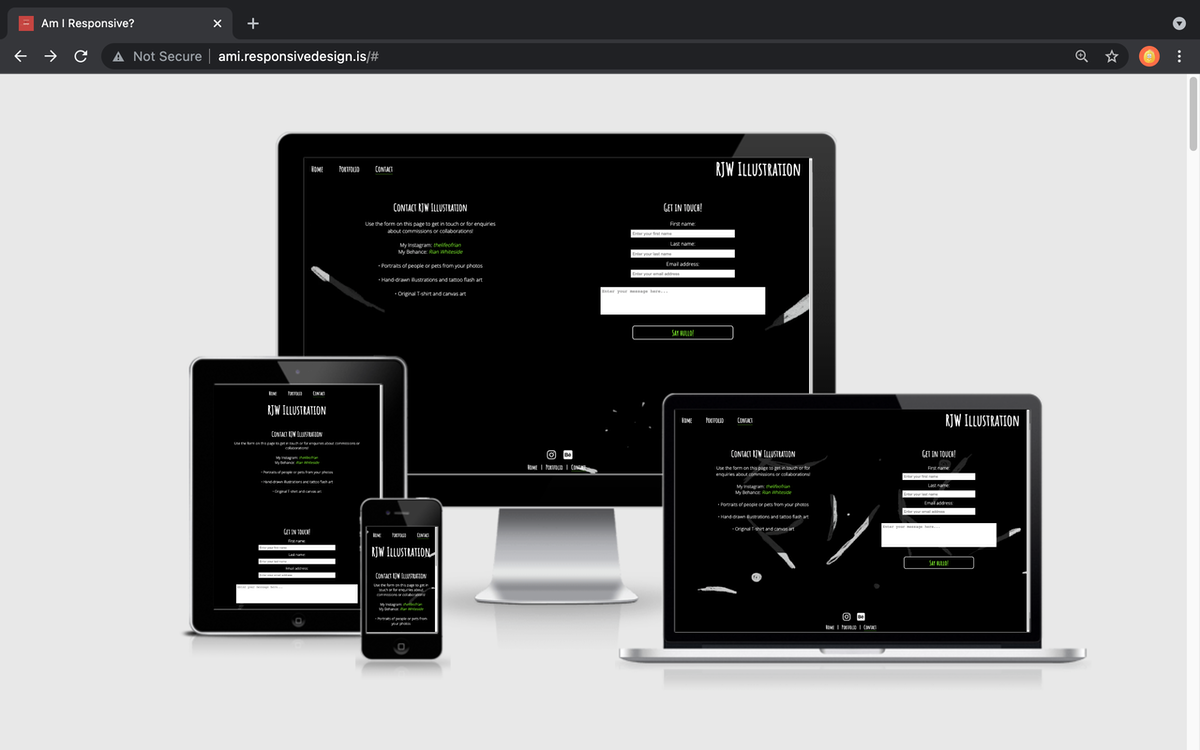 Am I Responsive?
Not Secure
ami.responsivedesign.is/#
HOME PORTFOLIO CONTACT
RJW ILLUSTRATION
CONTACT RJW ILLUSTRATION
Use the form on this page to get in touch or for enquiries
about commissions or collaborations!
My Instagram: thelifeofrian
My Behance: Rian Whiteside
• Portraits of people or pets from your photos
• Hand-drawn illustrations and tattoo flash art
• Original T-shirt and canvas art
GET IN TOUCH!
First name:
Enter your first name
Last name:
Enter your last name
Email address:
Enter your email address
Enter your message here...
SAY HELLO!
Bē
HOME | PORTFOLIO | CONTACT
HOME PORTFOLIO CONTACT
RJW ILLUSTRATION
CONTACT RJW ILLUSTRATION
Use the form on this page to get in touch or for enquiries about commissions or
collaborations!
My Instagram: thelifeofrian
My Behance: Rian Whiteside
• Portraits of people or pets from your photos
• Hand-drawn illustrations and tattoo flash art
• Original T-shirt and canvas art
GET IN TOUCH!
First name:
Enter your first name
Last name:
Enter your last name
Email address:
Enter your email address
Enter your message here...
HOME PORTFOLIO CONTACT
RJW ILLUSTRATION
CONTACT RJW ILLUSTRATION
Use the form on this page to get in
touch or for enquiries about
commissions or collaborations!
My Instagram: thelifeofrian
My Behance: Rian Whiteside
• Portraits of people or pets from
your photos
HOME PORTFOLIO CONTACT
RJW ILLUSTRATION
CONTACT RJW ILLUSTRATION
Use the form on this page to get in touch or for
enquiries about commissions or collaborations!
My Instagram: thelifeofrian
My Behance: Rian Whiteside
• Portraits of people or pets from your photos
• Hand-drawn illustrations and tattoo flash art
• Original T-shirt and canvas art
GET IN TOUCH!
First name:
Enter your first name
Last name:
Enter your last name
Email address:
Enter your email address
Enter your message here...
SAY HELLO!
Bē
HOME | PORTFOLIO | CONTACT